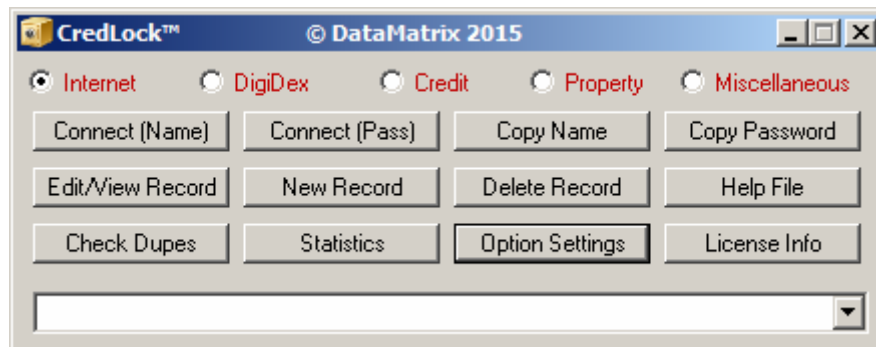 CredLock™ © DataMatrix 2015
Internet DigiDex Credit Property Miscellaneous
Connect (Name) Connect (Pass) Copy Name Copy Password
Edit/View Record New Record Delete Record Help File
Check Dupes Statistics Option Settings License Info